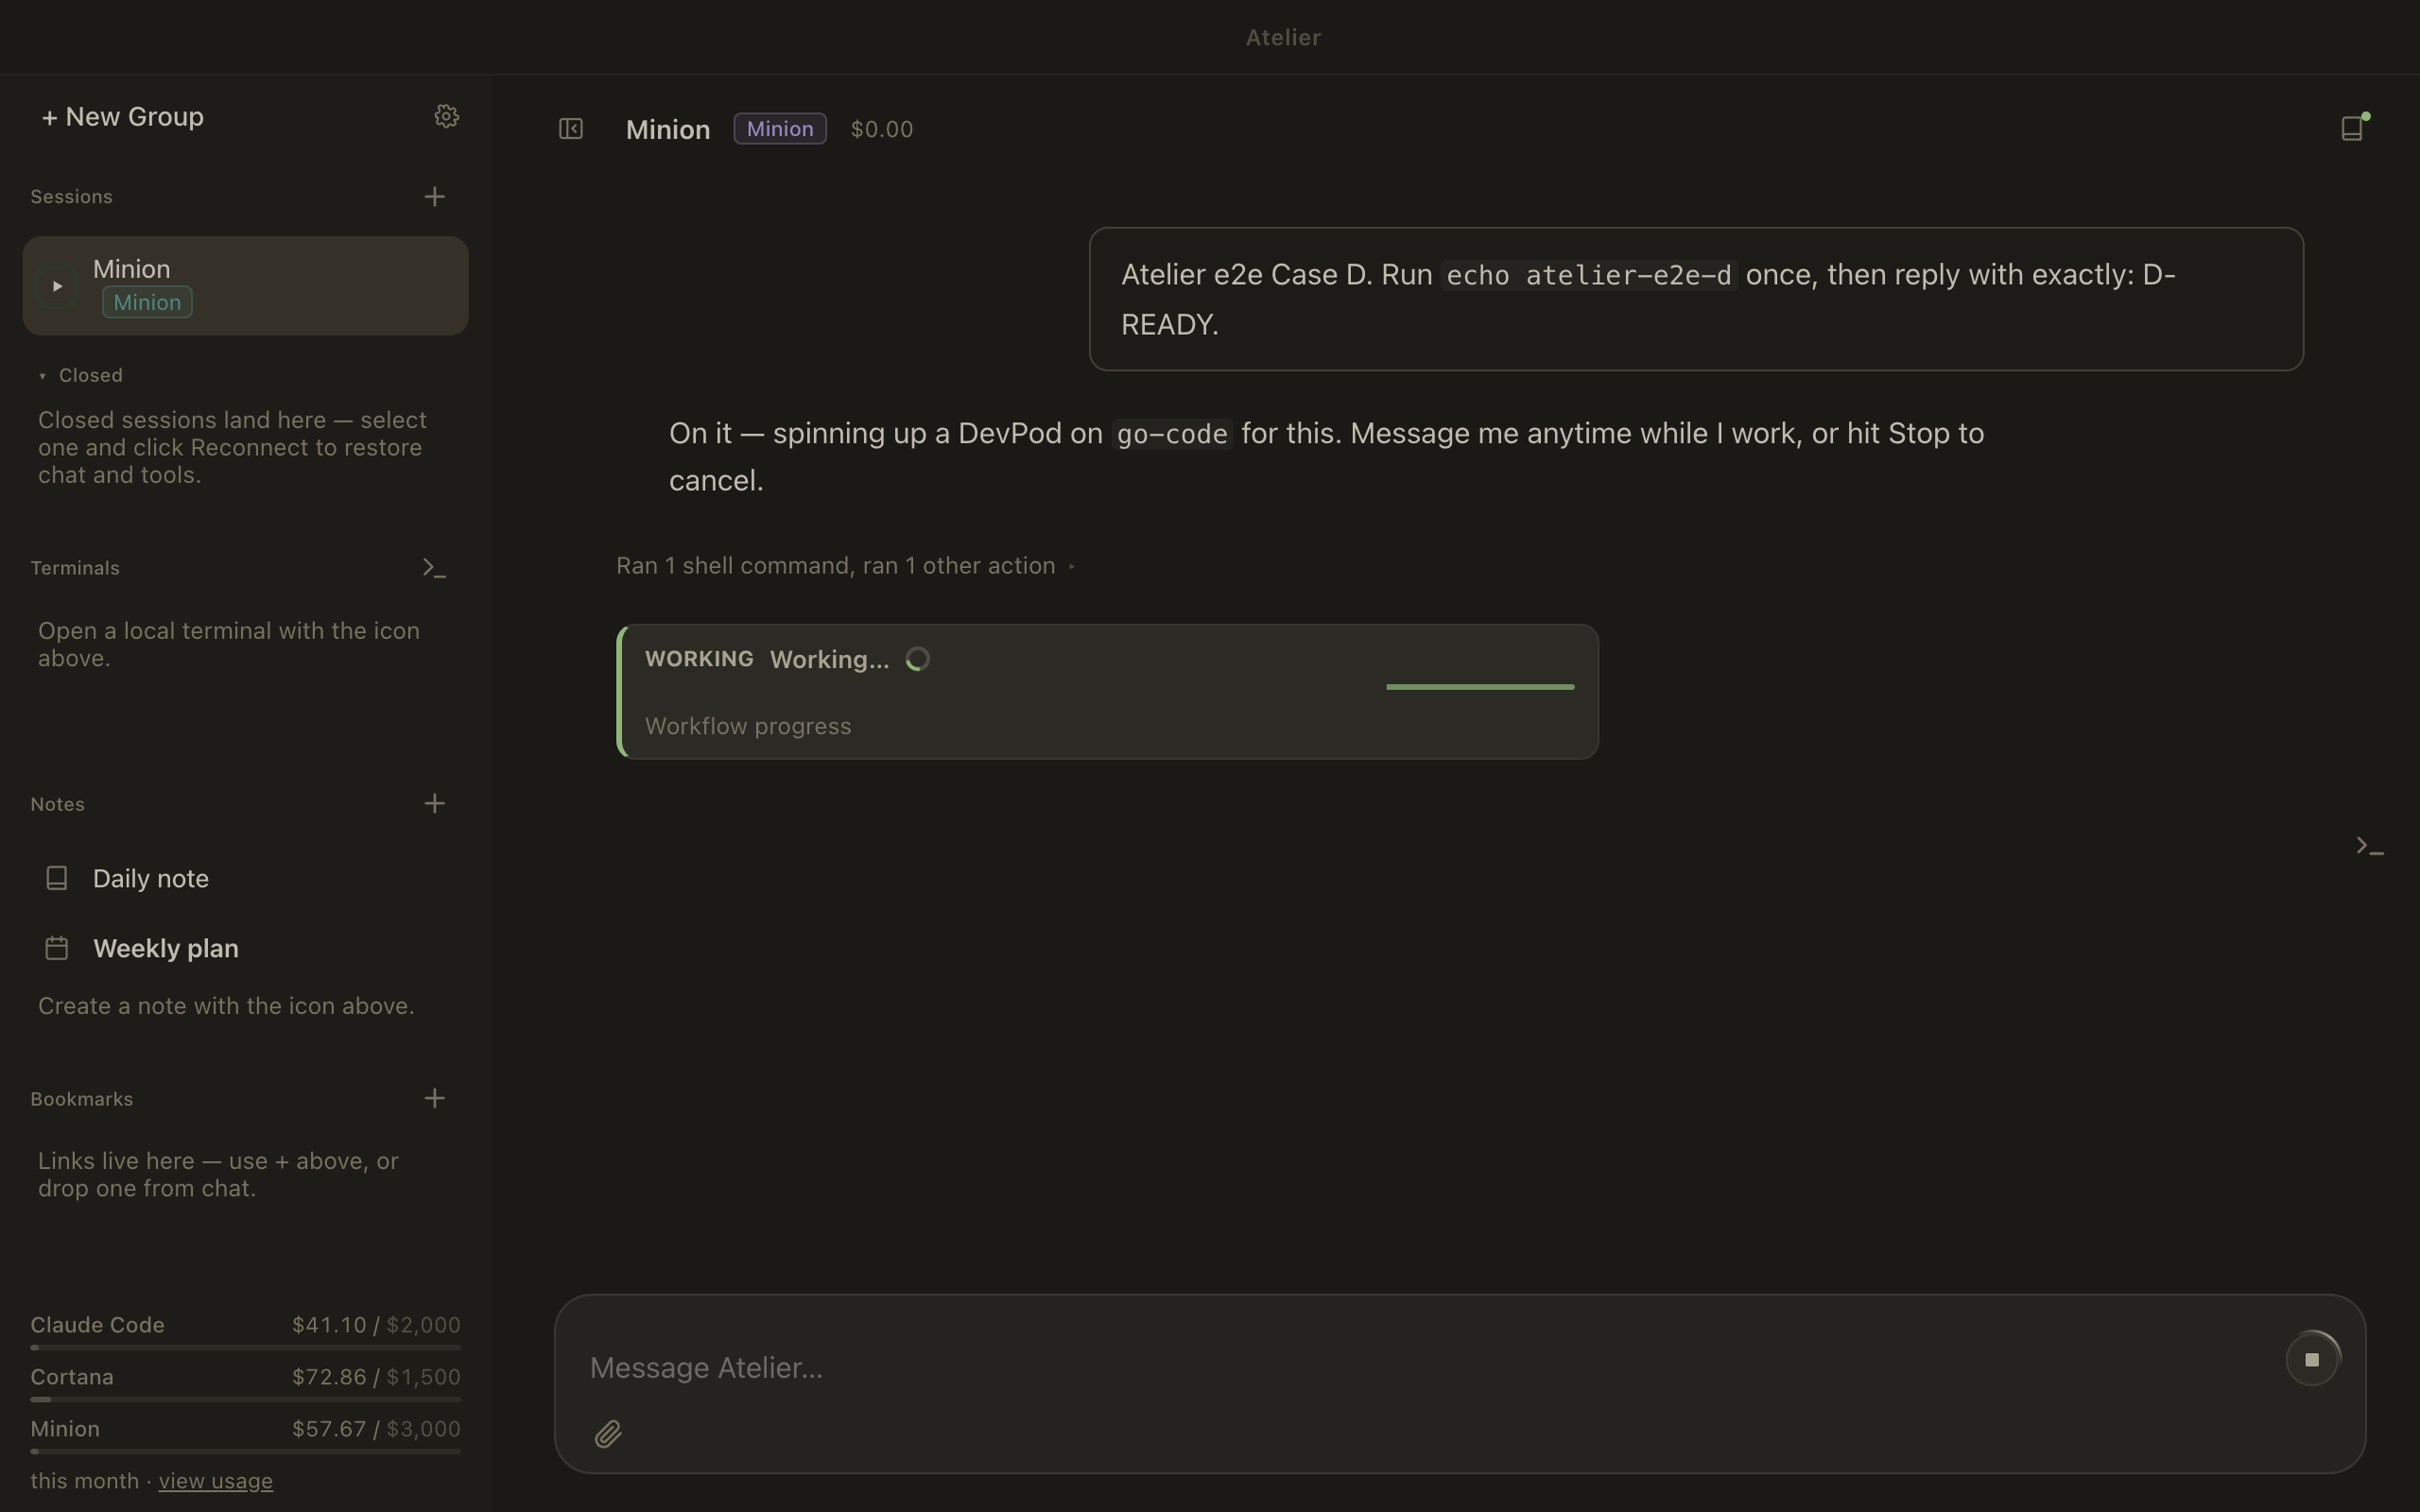 Atelier
+ New Group
Sessions
Minion
Minion
Closed
Closed sessions land here — select
one and click Reconnect to restore
chat and tools.
Terminals
Open a local terminal with the icon
above.
Notes
Daily note
Weekly plan
Create a note with the icon above.
Bookmarks
Links live here — use + above, or
drop one from chat.
Claude Code $41.10 / $2,000
Cortana $72.86 / $1,500
Minion $57.67 / $3,000
this month · view usage
Minion Minion $0.00
Atelier e2e Case D. Run echo atelier-e2e-d once, then reply with exactly: D-
READY.
On it — spinning up a DevPod on go-code for this. Message me anytime while I work, or hit Stop to
cancel.
Ran 1 shell command, ran 1 other action
WORKING Working...
Workflow progress
Message Atelier...